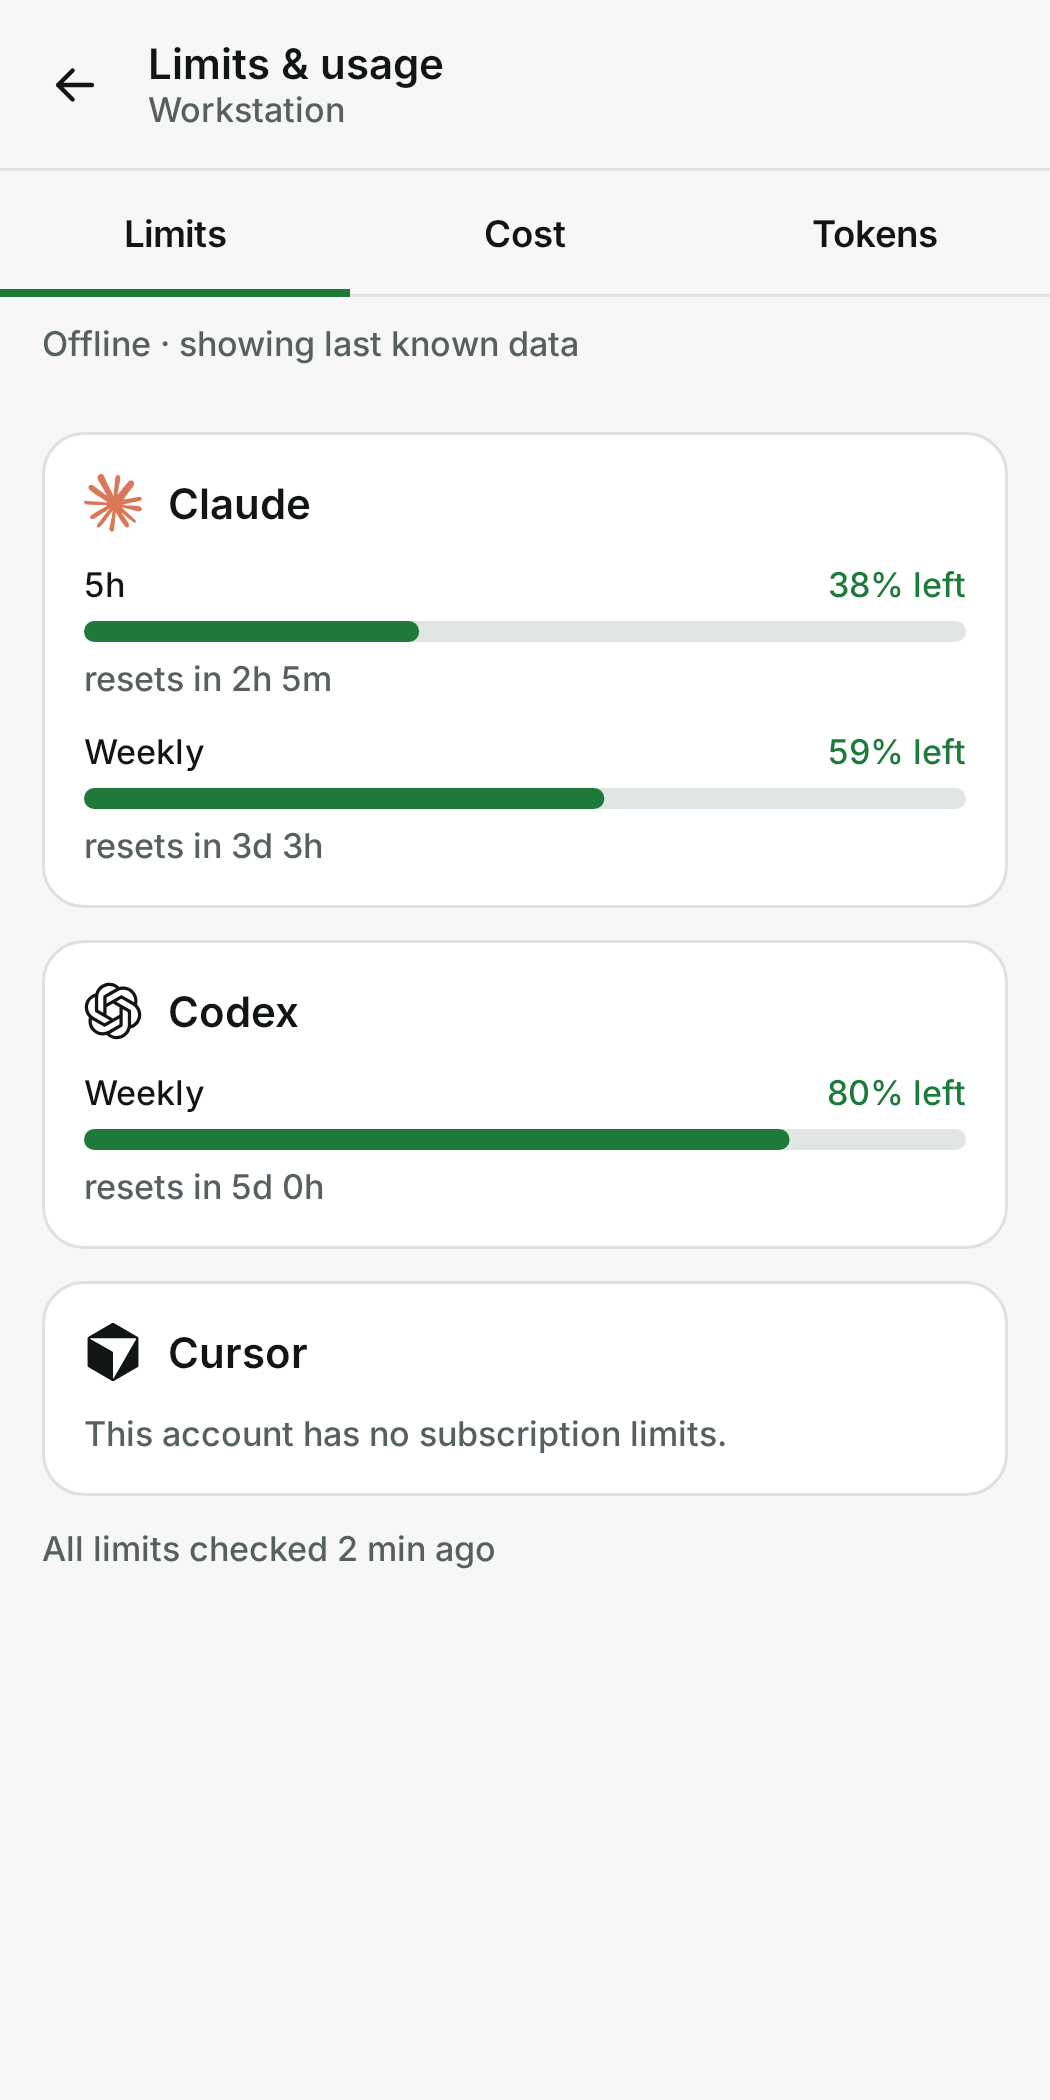 Limits & usage
Workstation
Limits
Cost
Tokens
Offline · showing last known data
Claude
5h
38% left
resets in 2h 5m
Weekly
59% left
resets in 3d 3h
Codex
Weekly
80% left
resets in 5d 0h
Cursor
This account has no subscription limits.
All limits checked 2 min ago